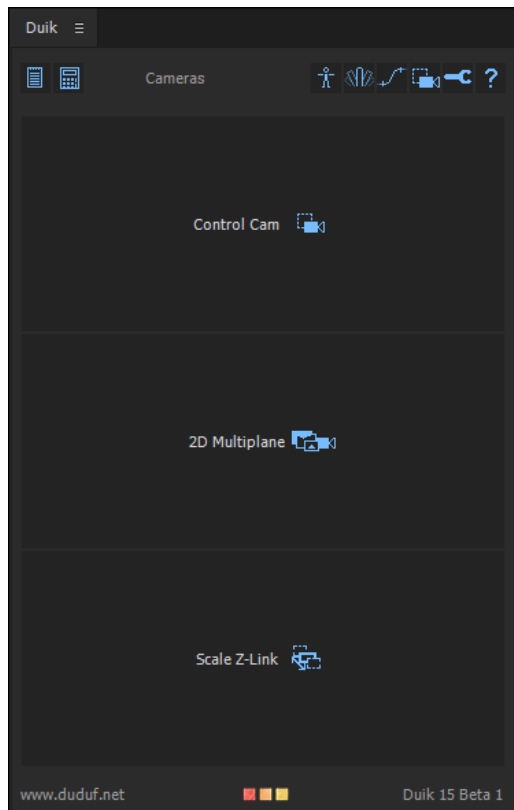 Duik
Cameras
?
Control Cam
2D Multiplane
Scale Z-Link
www.duduf.net
Duik 15 Beta 1